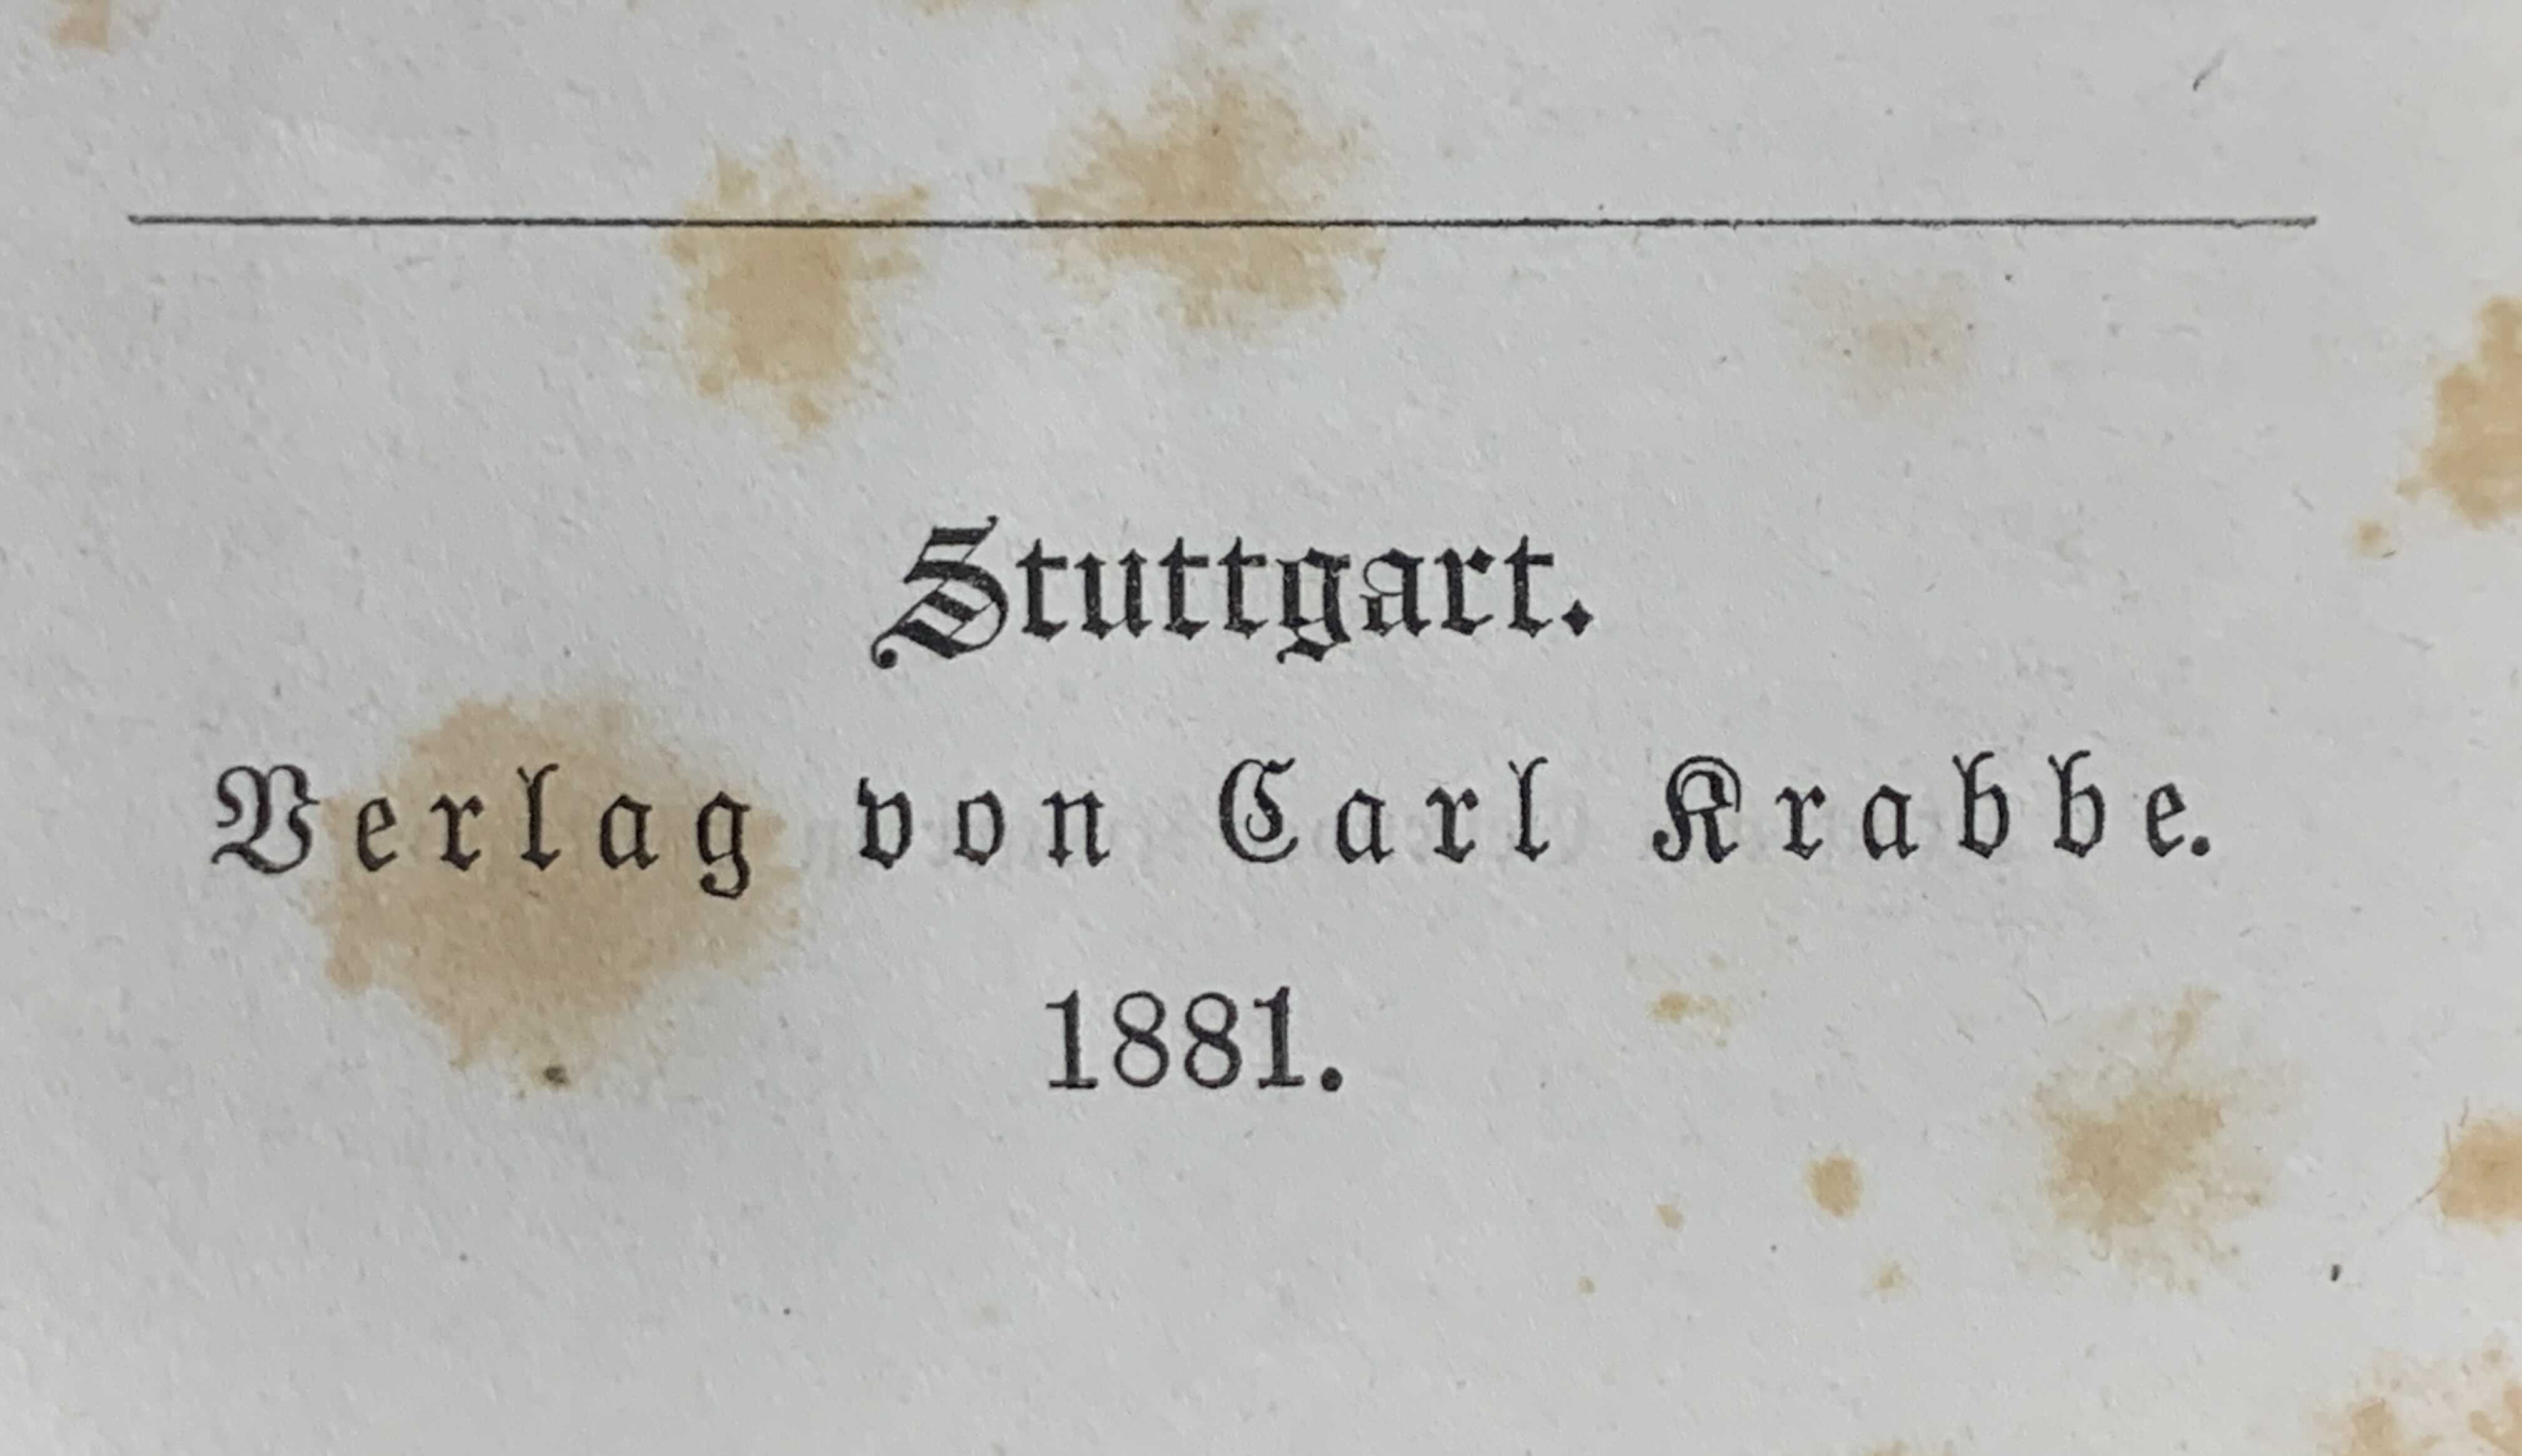 Stuttgart.
Verlag von Carl Krabbe.
1881.